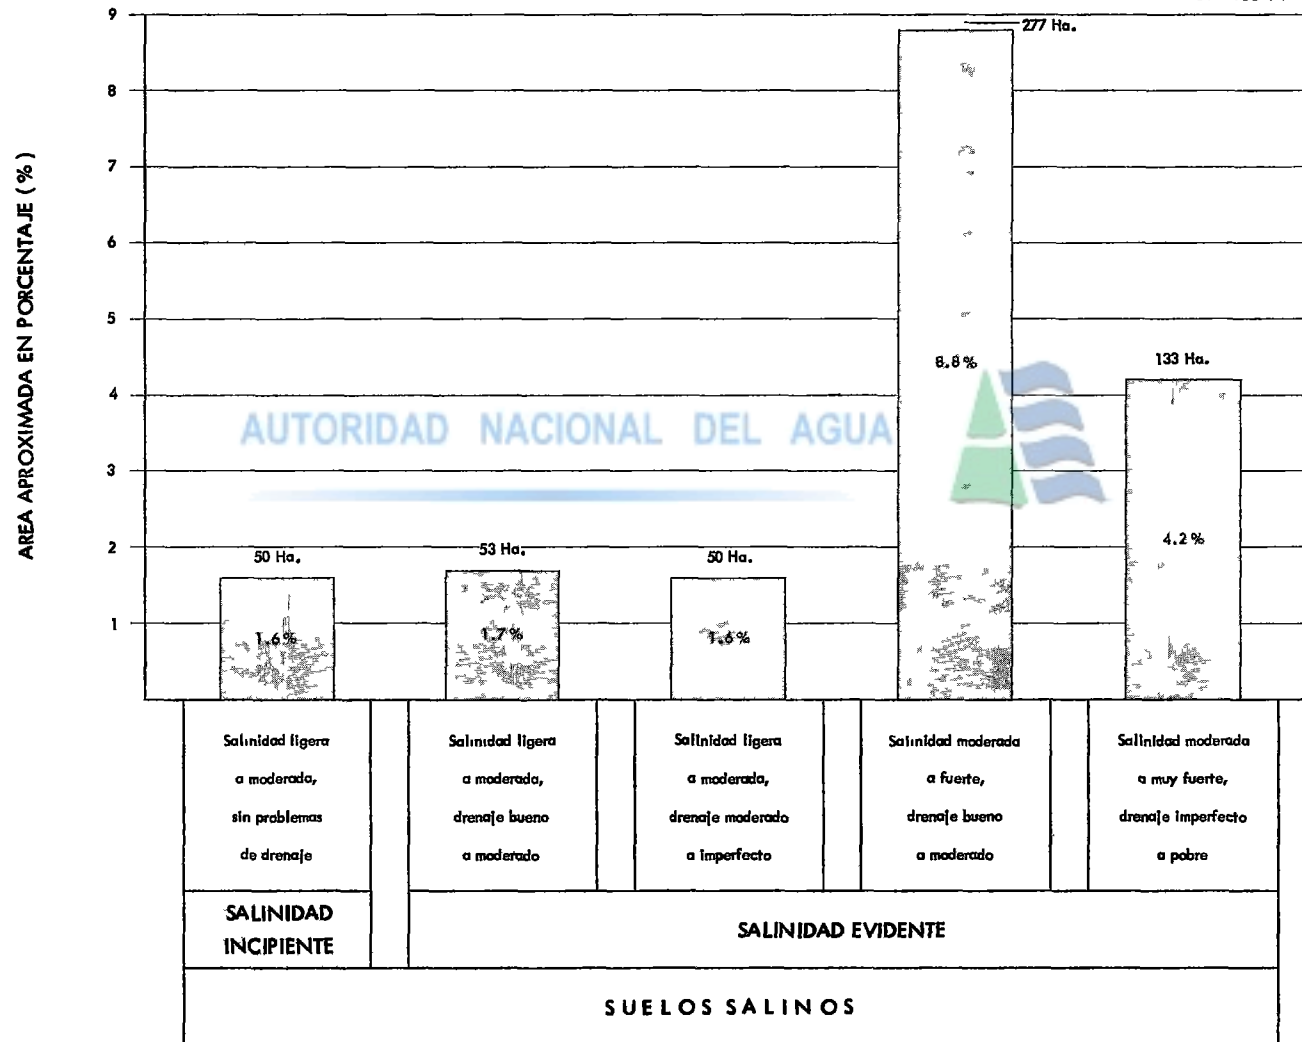 AREA APROXIMADA EN PORCENTAJE (%)
9
8
7
6
5
4
3
2
1
277 Ha.
8.8%
133 Ha.
4.2%
AUTORIDAD NACIONAL DEL AGUA
50 Ha.
1.6%
53 Ha.
1.7%
50 Ha.
1.6%
Salinidad ligera
a moderada,
sin problemas
de drenaje
Salinidad ligera
a moderada,
drenaje bueno
a moderado
Salinidad ligera
a moderada,
drenaje moderado
a imperfecto
Salinidad moderada
a fuerte,
drenaje bueno
a moderado
Salinidad moderada
a muy fuerte,
drenaje imperfecto
a pobre
SALINIDAD
INCIPIENTE
SALINIDAD EVIDENTE
SUELOS SALINOS